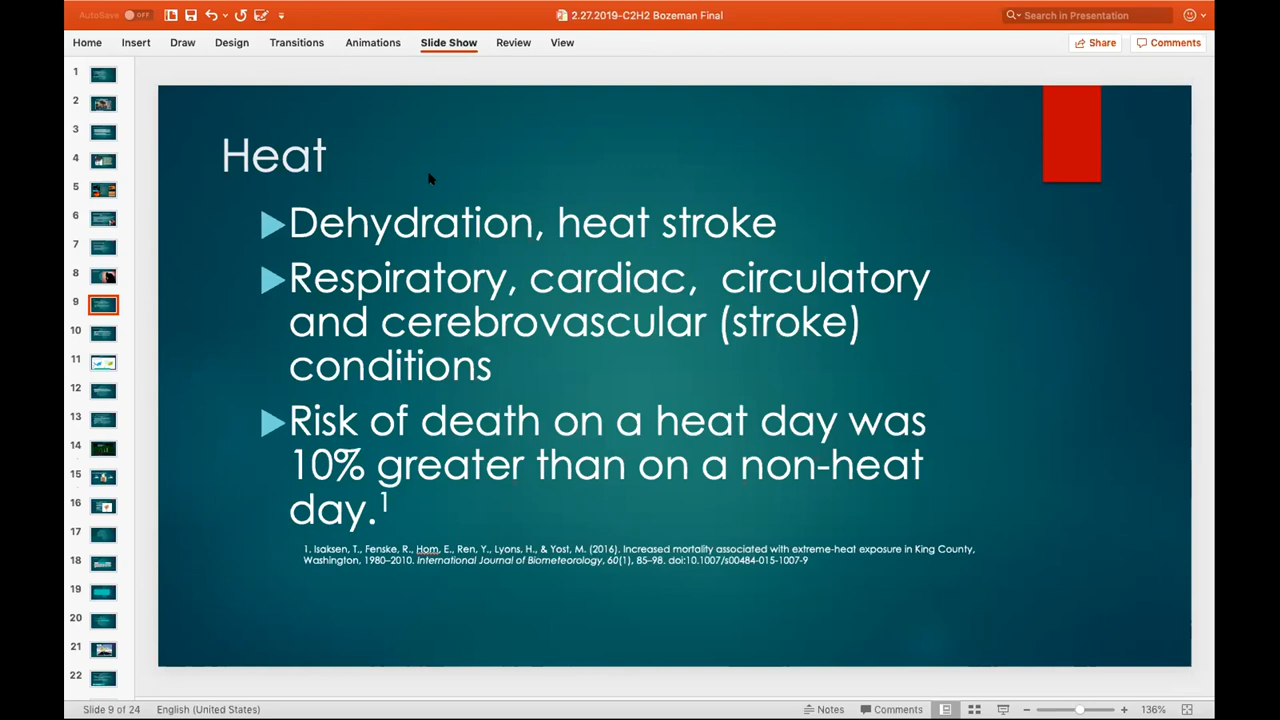 AutoSave OFF
2.27.2019-C2H2 Bozeman Final
Search in Presentation
Home Insert Draw Design Transitions Animations Slide Show Review View
Share Comments
1
2
3
4
5
6
7
8
9
10
11
12
13
14
15
16
17
18
19
20
21
22
Heat
Dehydration, heat stroke
Respiratory, cardiac, circulatory
and cerebrovascular (stroke)
conditions
Risk of death on a heat day was
10% greater than on a non-heat
day.¹
1. Isaksen, T., Fenske, R., Hom, E., Ren, Y., Lyons, H., & Yost, M. (2016). Increased mortality associated with extreme-heat exposure in King County,
Washington, 1980–2010. International Journal of Biometeorology, 60(1), 85–98. doi:10.1007/s00484-015-1007-9
Slide 9 of 24 English (United States) Notes Comments 136%